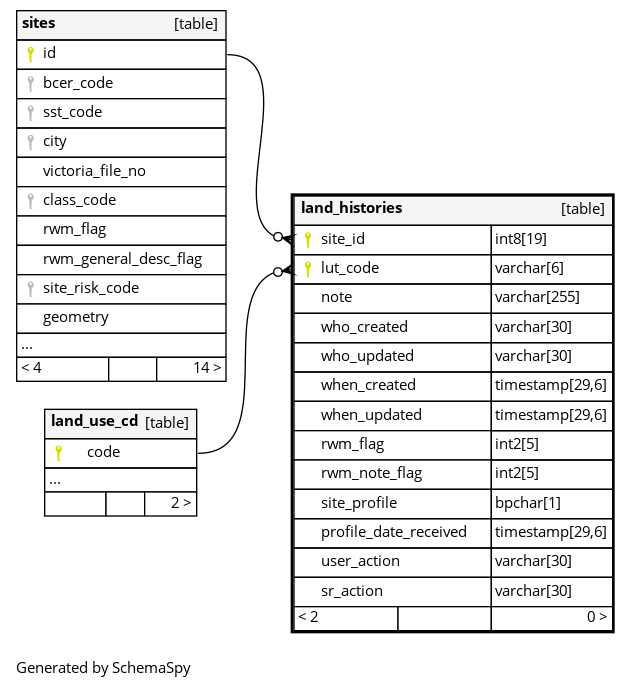 sites [table]
id
bcer_code
sst_code
city
victoria_file_no
class_code
rwm_flag
rwm_general_desc_flag
site_risk_code
geometry
...
< 4 14 >
land_use_cd [table]
code
...
2 >
land_histories [table]
site_id int8[19]
lut_code varchar[6]
note varchar[255]
who_created varchar[30]
who_updated varchar[30]
when_created timestamp[29,6]
when_updated timestamp[29,6]
rwm_flag int2[5]
rwm_note_flag int2[5]
site_profile bpchar[1]
profile_date_received timestamp[29,6]
user_action varchar[30]
sr_action varchar[30]
< 2 0 >
Generated by SchemaSpy